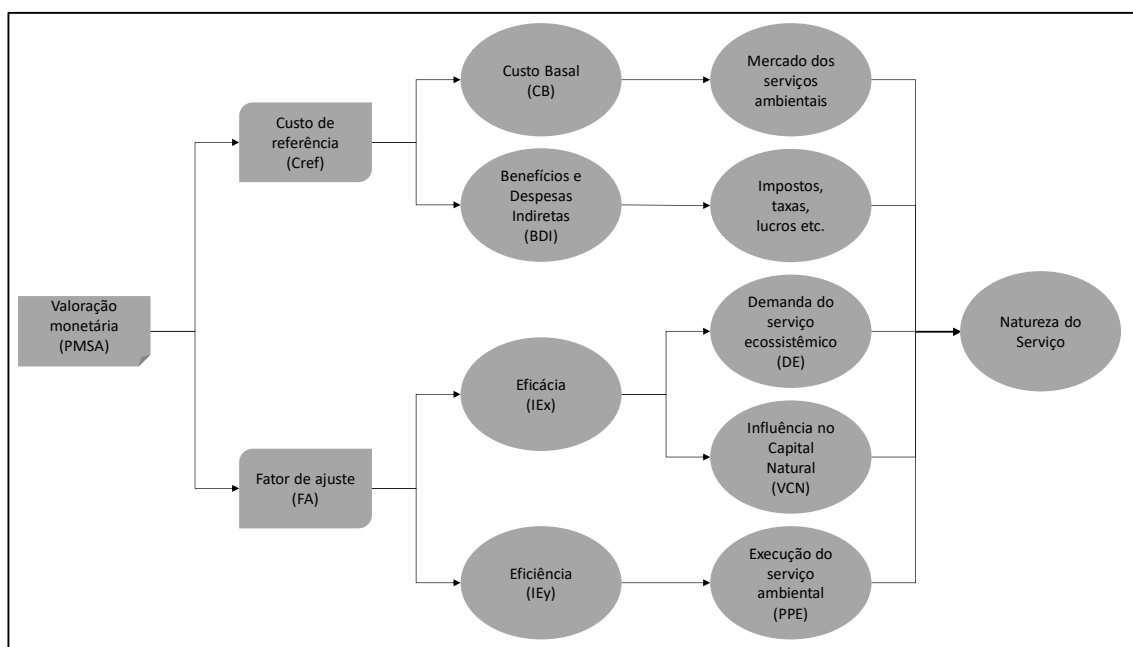 Valoração
monetária
(PMSA)
Custo de
referência
(Cref)
Fator de ajuste
(FA)
Custo Basal
(CB)
Benefícios e
Despesas
Indiretas
(BDI)
Eficácia
(IEx)
Eficiência
(IEy)
Mercado dos
serviços
ambientais
Impostos,
taxas,
lucros etc.
Demanda do
serviço
ecossistêmico
(DE)
Influência no
Capital
Natural
(VCN)
Execução do
serviço
ambiental
(PPE)
Natureza do
Serviço